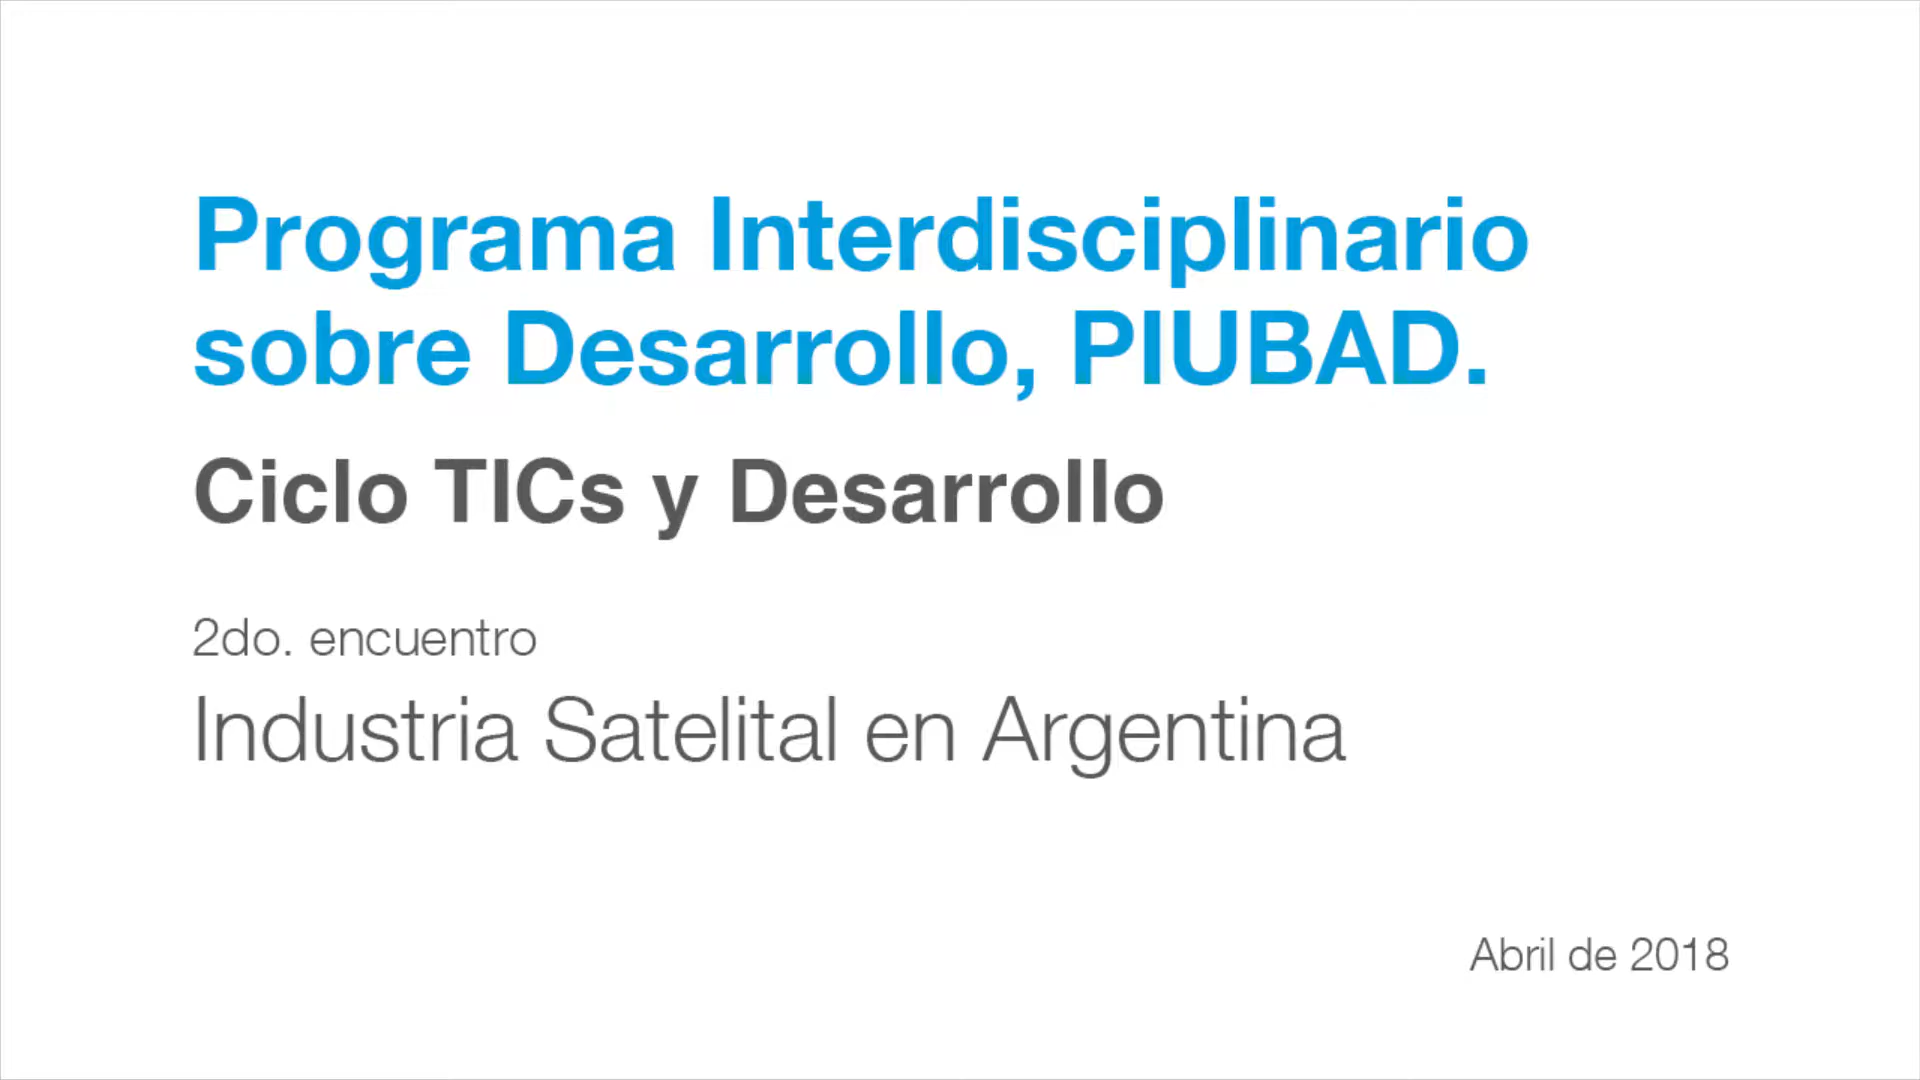 Programa Interdisciplinario
sobre Desarrollo, PIUBAD.
Ciclo TICs y Desarrollo
2do. encuentro
Industria Satelital en Argentina
Abril de 2018